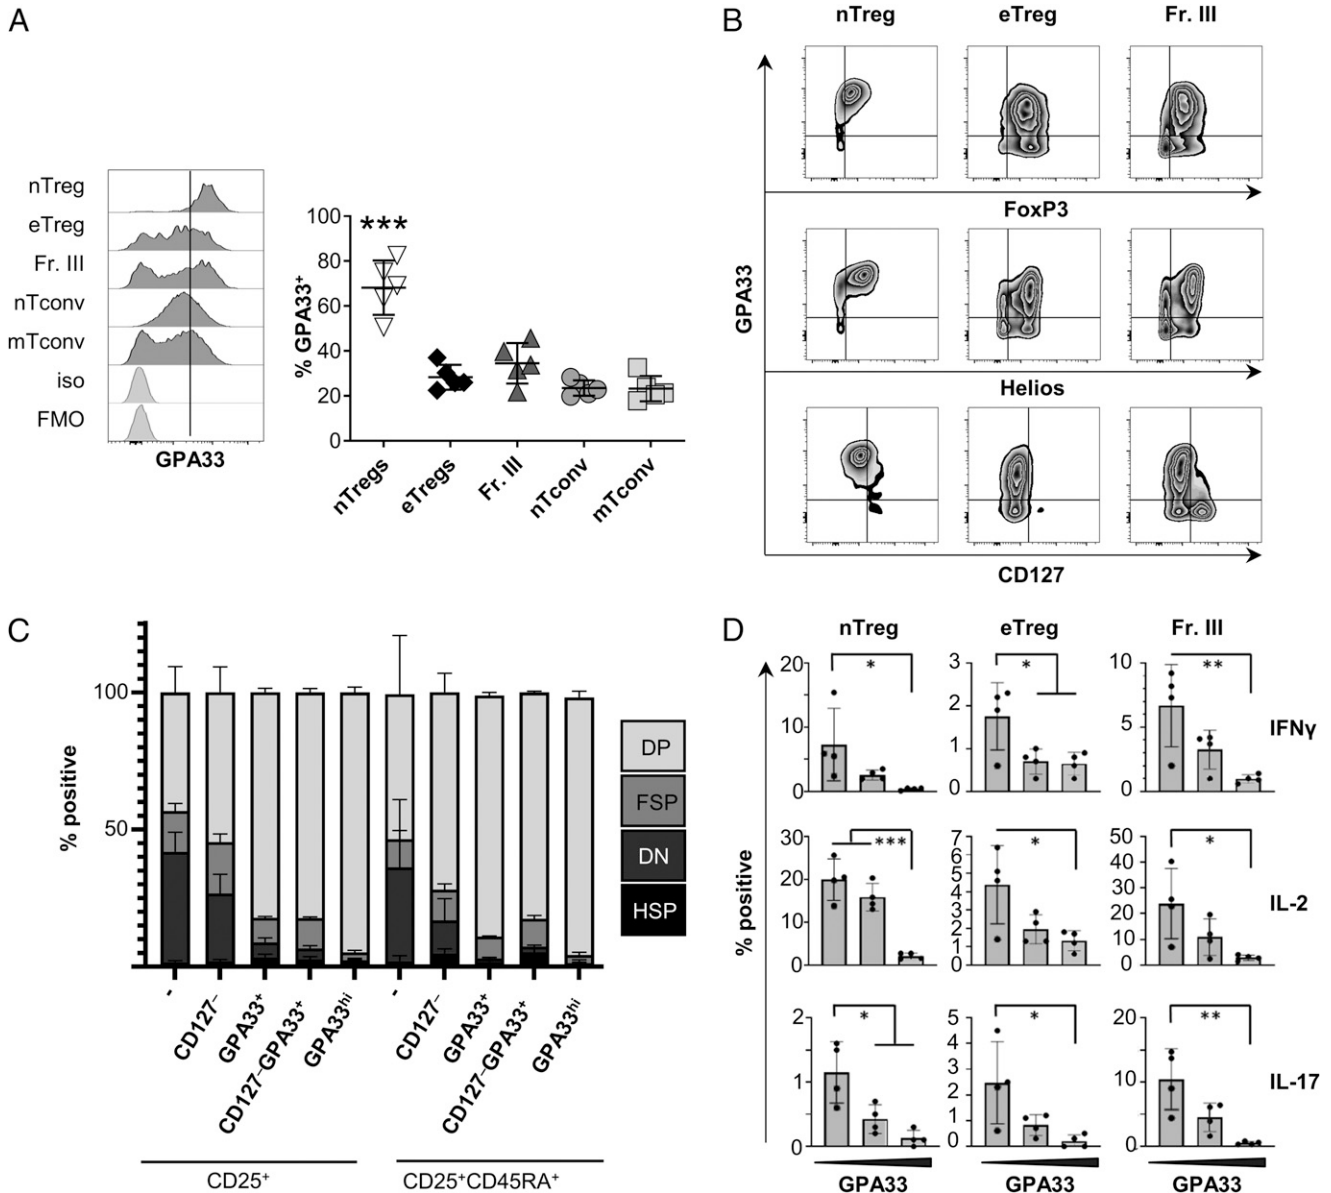 A
nTreg
eTreg
Fr. III
nTconv
mTconv
iso
FMO
GPA33
% GPA33⁺
100
80
60
40
20
0
***
nTregs
eTregs
Fr. III
nTconv
mTconv
B
nTreg eTreg Fr. III
GPA33
FoxP3
Helios
CD127
C
% positive
100
50
DP
FSP
DN
HSP
-
CD127⁻
GPA33⁺
CD127⁻GPA33⁺
GPA33ʰⁱ
-
CD127⁻
GPA33⁺
CD127⁻GPA33⁺
GPA33ʰⁱ
CD25⁺
CD25⁺CD45RA⁺
D
nTreg eTreg Fr. III
% positive
20
10
0
*
3
2
1
0
*
10
5
0
**
IFNγ
30
20
10
0
***
7
6
5
4
3
2
1
0
*
50
40
30
20
10
0
*
IL-2
2
1
0
*
5
4
3
2
1
0
*
20
10
0
**
IL-17
GPA33 GPA33 GPA33